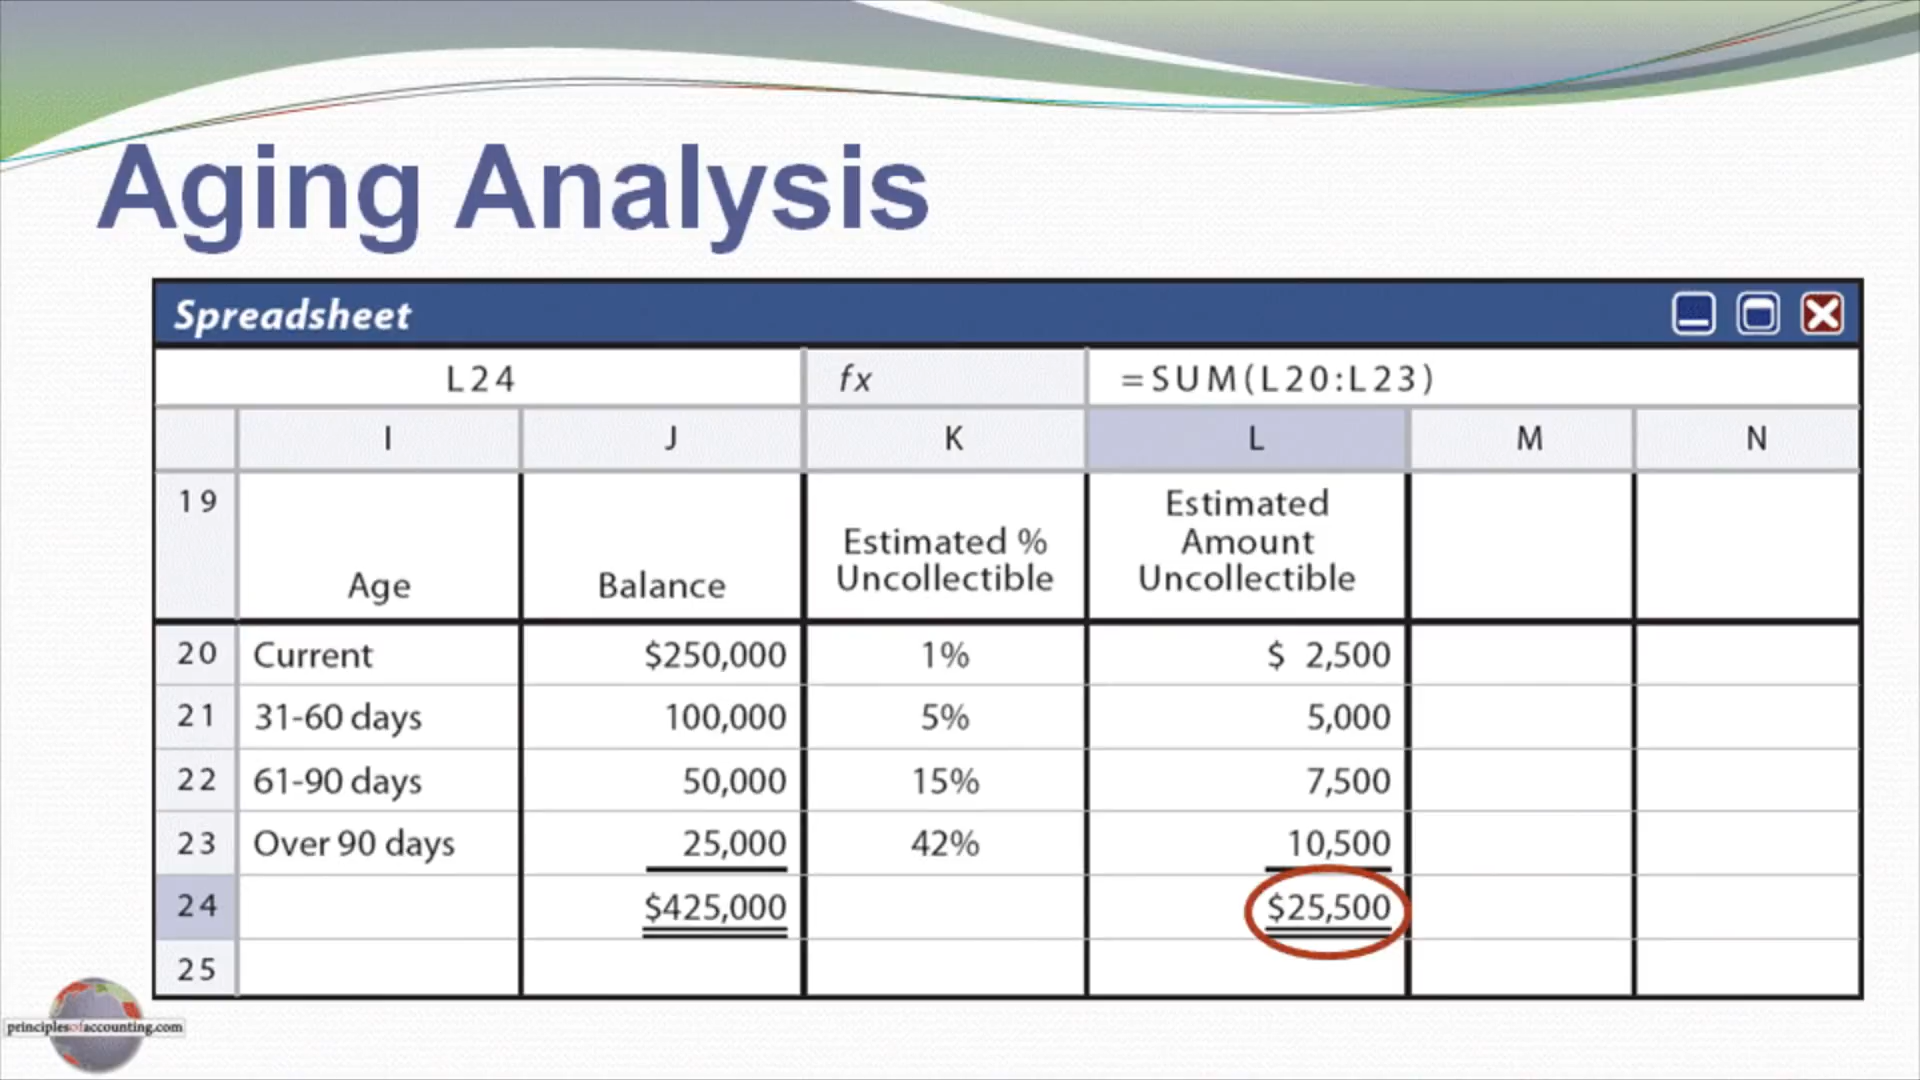 Aging Analysis
Spreadsheet
L24 fx =SUM(L20:L23)
I J K L M N
19 Age Balance Estimated % Uncollectible Estimated Amount Uncollectible
20 Current $250,000 1% $ 2,500
21 31-60 days 100,000 5% 5,000
22 61-90 days 50,000 15% 7,500
23 Over 90 days 25,000 42% 10,500
24 $425,000 $25,500
25
principlesofaccounting.com